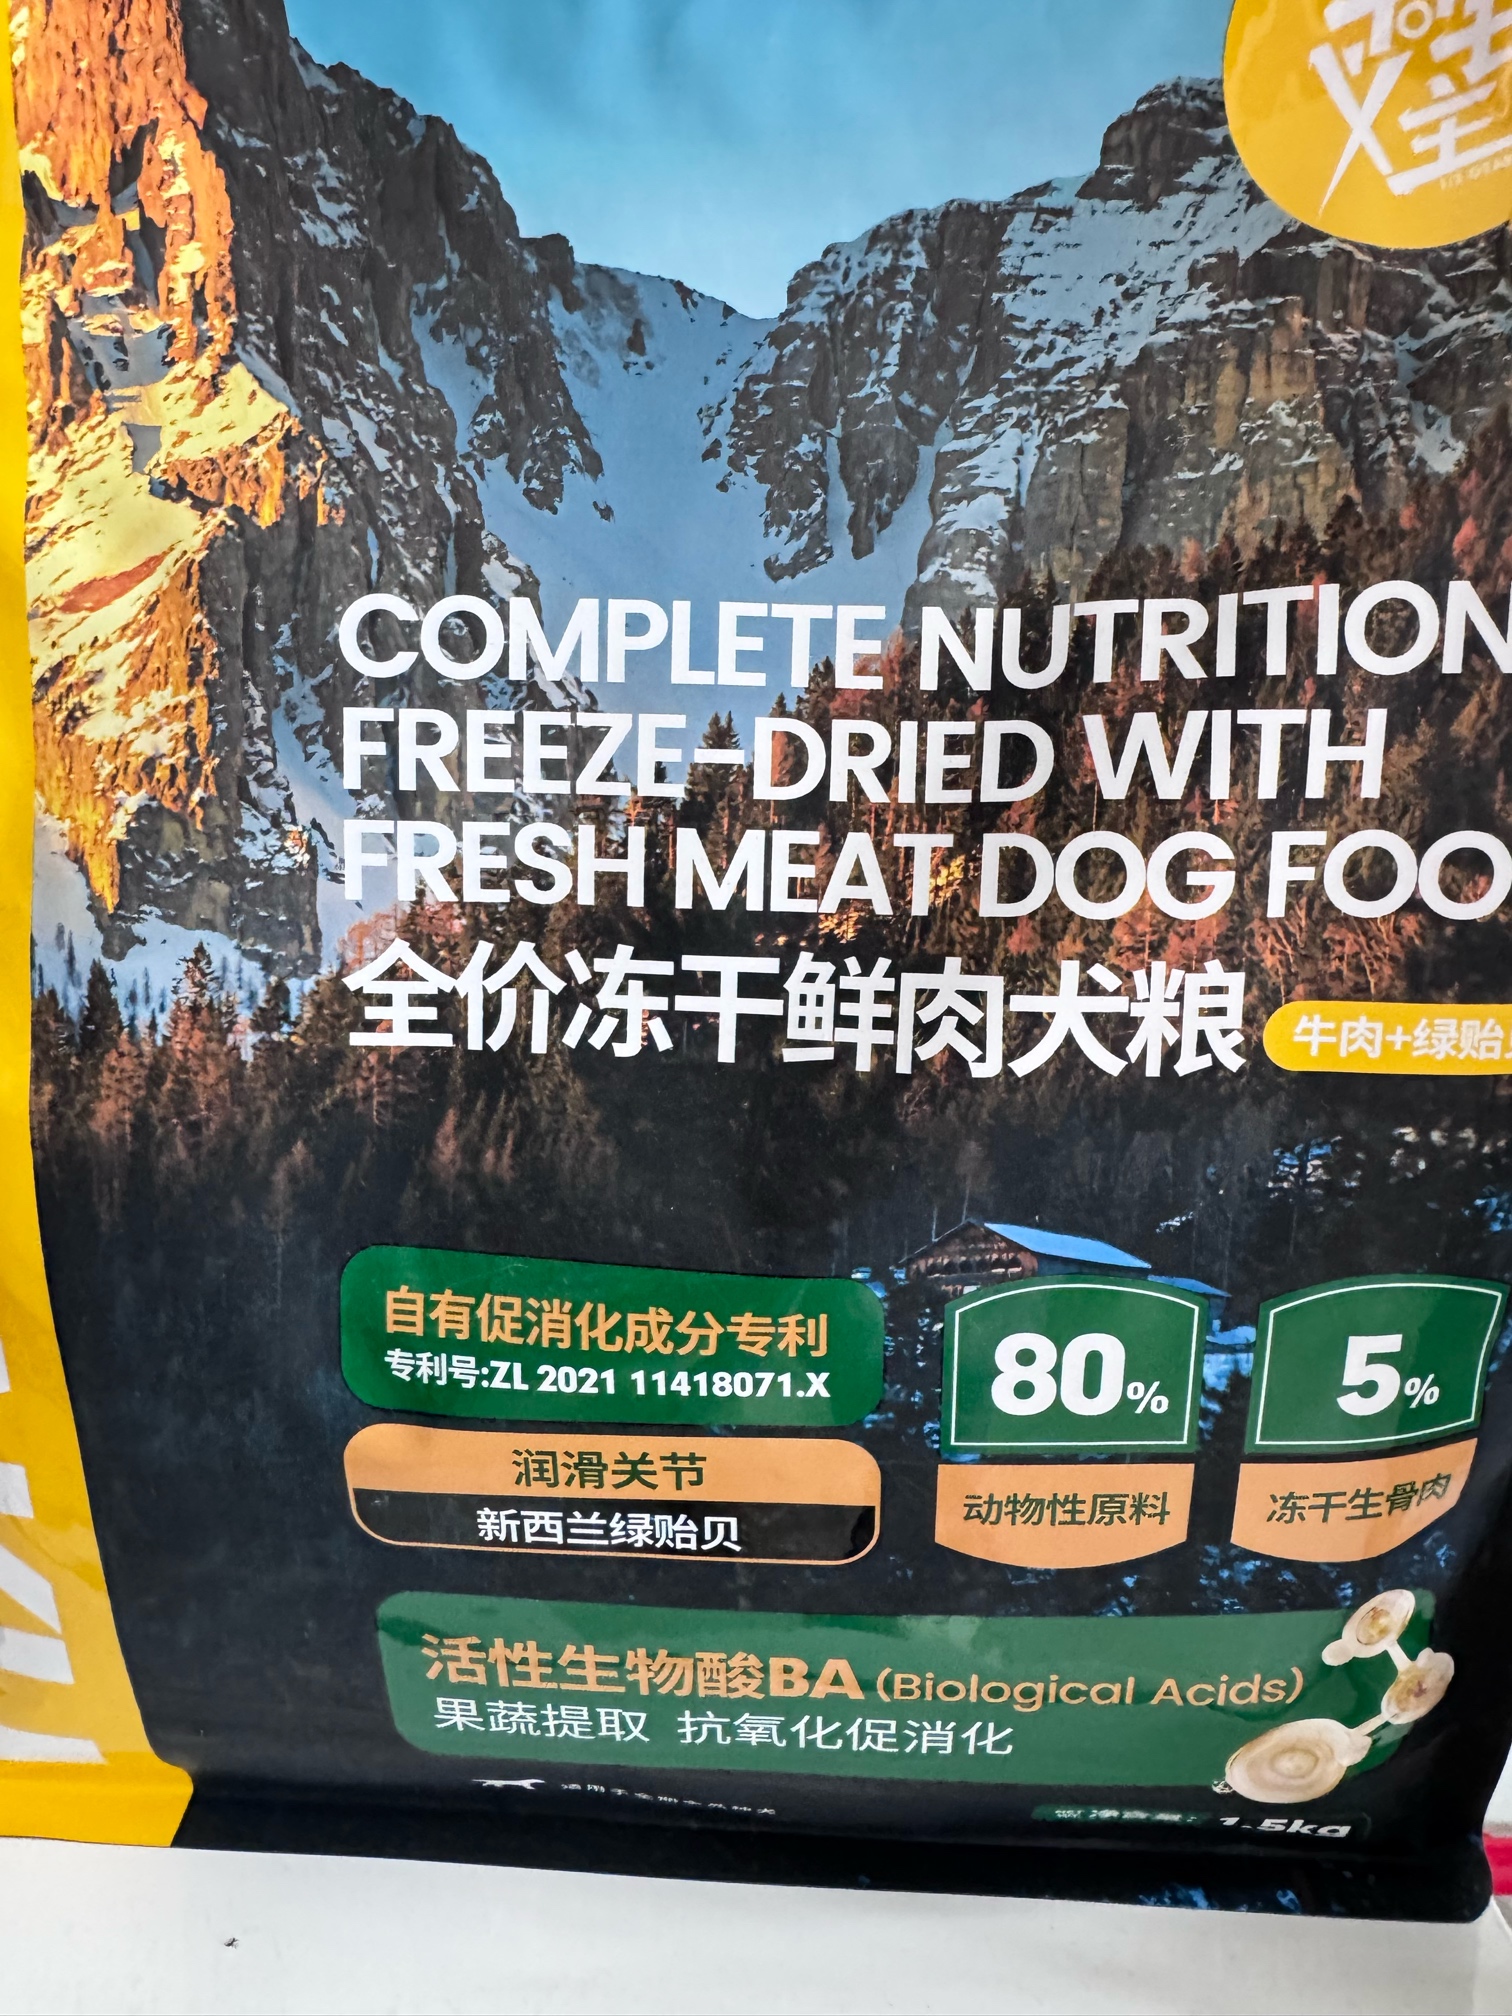 COMPLETE NUTRITION
FREEZE-DRIED WITH
FRESH MEAT DOG FOO
全价冻干鲜肉犬粮
牛肉+绿贻
自有促消化成分专利
专利号:ZL 2021 11418071.X
80%
动物性原料
5%
冻干生骨肉
润滑关节
新西兰绿贻贝
活性生物酸BA (Biological Acids)
果蔬提取 抗氧化促消化
净含量: 1.5kg